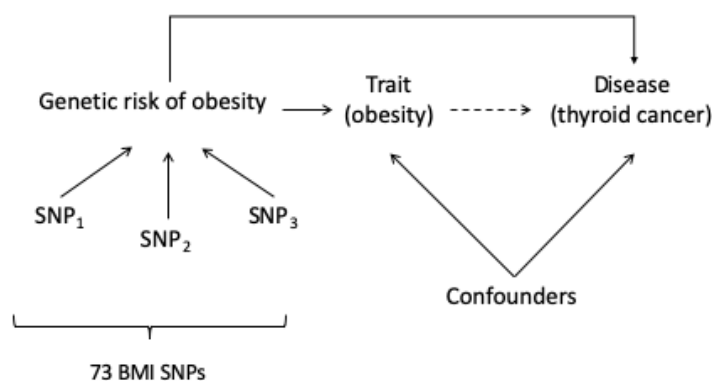 Genetic risk of obesity
Trait
(obesity)
Disease
(thyroid cancer)
SNP₁
SNP₂
SNP₃
Confounders
73 BMI SNPs